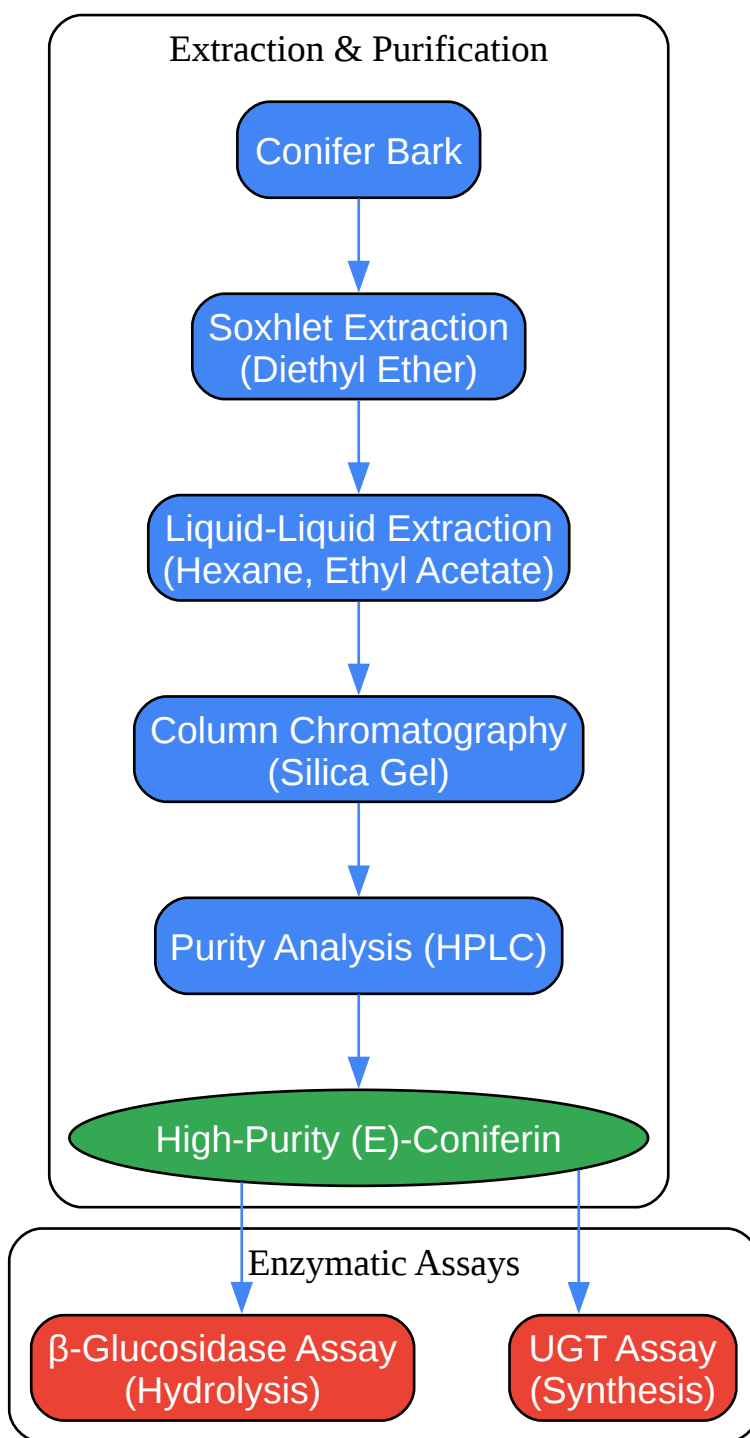 Extraction & Purification
Conifer Bark
Soxhlet Extraction
(Diethyl Ether)
Liquid-Liquid Extraction
(Hexane, Ethyl Acetate)
Column Chromatography
(Silica Gel)
Purity Analysis (HPLC)
High-Purity (E)-Coniferin
Enzymatic Assays
β-Glucosidase Assay
(Hydrolysis)
UGT Assay
(Synthesis)